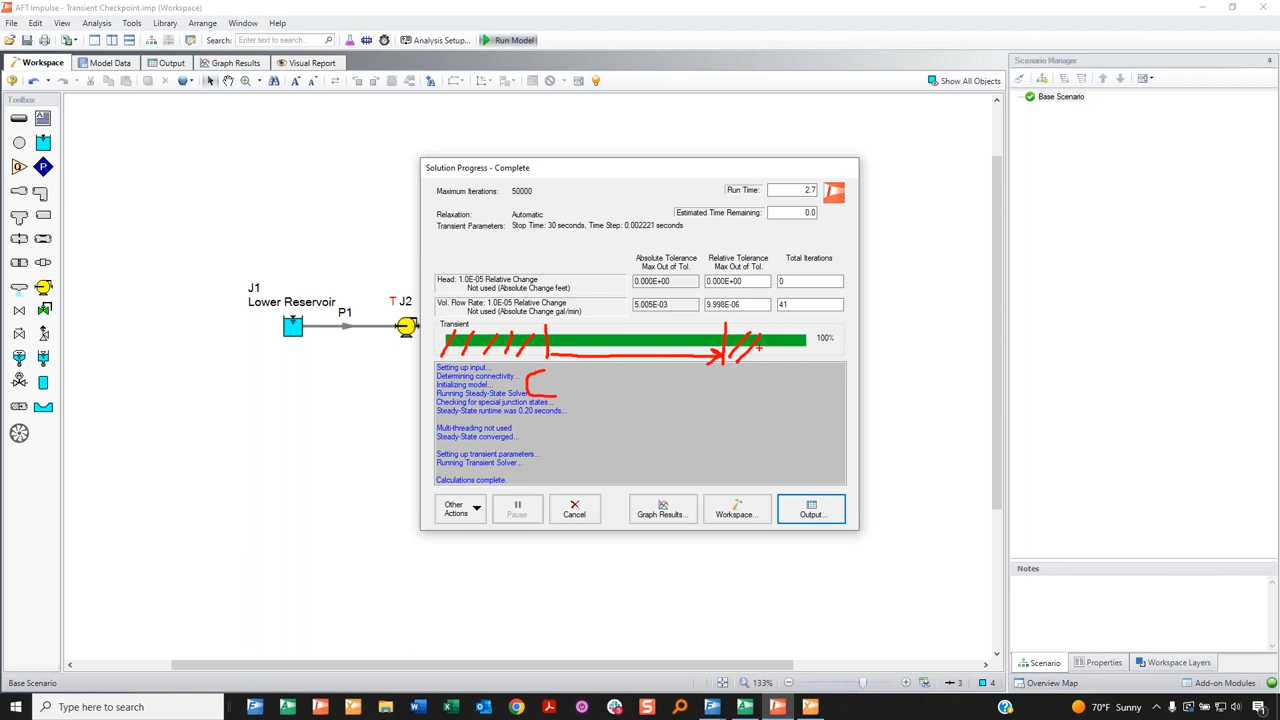 AFT Impulse - Transient Checkpoint.imp (Workspace)
File Edit View Analysis Tools Library Arrange Window Help
Search: Enter text to search.. Analysis Setup... Run Model
Workspace Model Data Output Graph Results Visual Report Scenario Manager
A A Show All Objects
Toolbox
Base Scenario
Solution Progress - Complete
Maximum Iterations: 50000 Run Time: 2.7
Relaxation: Automatic Estimated Time Remaining: 0.0
Transient Parameters: Stop Time: 30 seconds, Time Step: 0.002221 seconds
Absolute Tolerance Relative Tolerance Total Iterations
Max Out of Tol. Max Out of Tol.
Head: 1.0E-05 Relative Change 0.000E+00 0.000E+00 0
Not used (Absolute Change feet)
J1
Lower Reservoir
P1
T J2
Vol. Flow Rate: 1.0E-05 Relative Change 5.005E-03 9.998E-06 41
Not used (Absolute Change gal/min)
Transient
100%
Setting up input...
Determining connectivity...
Initializing model...
Running Steady-State Solver
Checking for special junction states...
Steady-State runtime was 0.20 seconds...
Multi-threading not used
Steady-State converged...
Setting up transient parameters...
Running Transient Solver...
Calculations complete.
Other Actions Pause Cancel Graph Results... Workspace... Output...
Notes
Scenario Properties Workspace Layers
Base Scenario 133% 3 4 Overview Map Add-on Modules
Type here to search 70°F Sunny